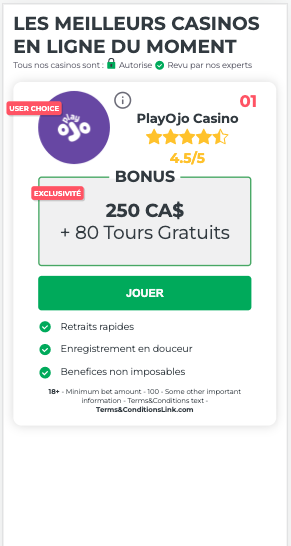 LES MEILLEURS CASINOS
EN LIGNE DU MOMENT
Tous nos casinos sont : Autorise Revu par nos experts
USER CHOICE
play
ojo
01
PlayOjo Casino
4.5/5
BONUS
EXCLUSIVITÉ
250 CA$
+ 80 Tours Gratuits
JOUER
Retraits rapides
Enregistrement en douceur
Benefices non imposables
18+ - Minimum bet amount - 100 - Some other important
information - Terms&Conditions text -
Terms&ConditionsLink.com